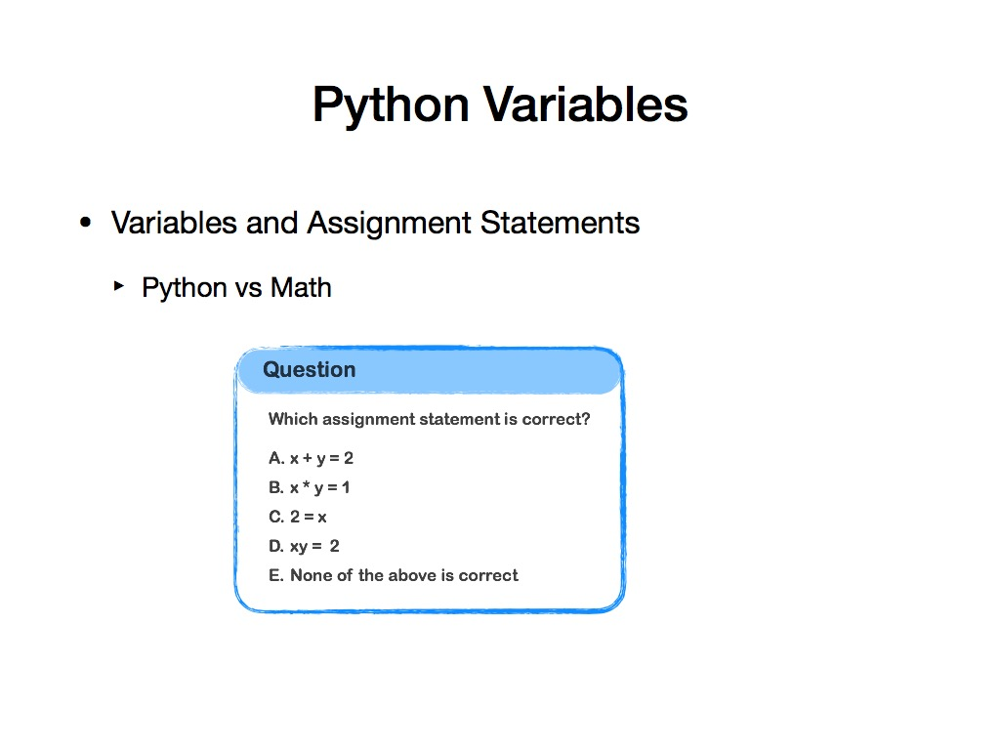 Python Variables
• Variables and Assignment Statements
▸ Python vs Math
Question
Which assignment statement is correct?
A. x + y = 2
B. x * y = 1
C. 2 = x
D. xy =  2
E. None of the above is correct